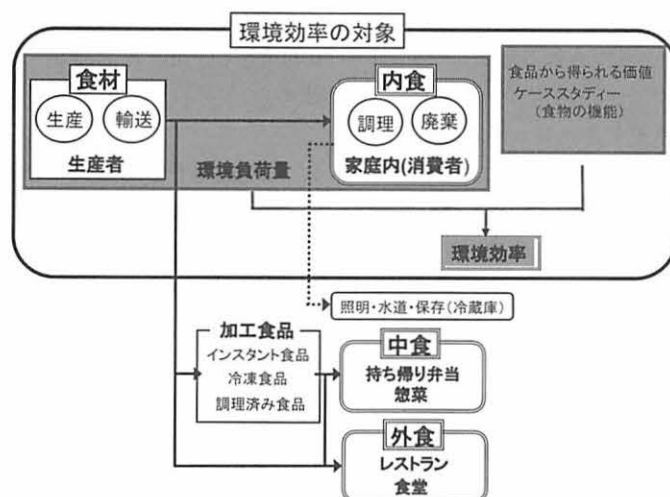 環境効率の対象
食材
生産
輸送
生産者
内食
調理
廃棄
家庭内(消費者)
環境負荷量
食品から得られる価値
ケーススタディー
(食物の機能)
環境効率
照明・水道・保存(冷蔵庫)
加工食品
インスタント食品
冷凍食品
調理済み食品
中食
持ち帰り弁当
惣菜
外食
レストラン
食堂